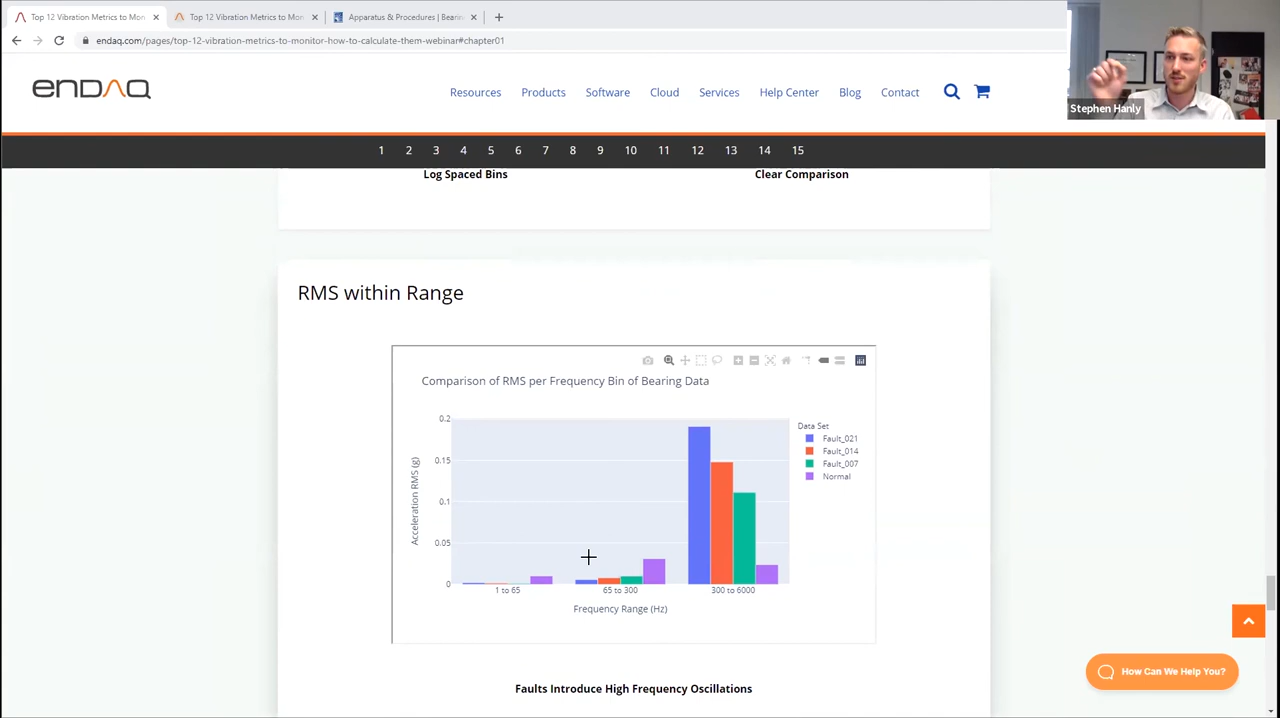 Top 12 Vibration Metrics to Mon
Top 12 Vibration Metrics to Mon
Apparatus & Procedures | Bearin
endaq.com/pages/top-12-vibration-metrics-to-monitor-how-to-calculate-them-webinar#chapter01
Stephen Hanly
enDAQ
Resources Products Software Cloud Services Help Center Blog Contact
1 2 3 4 5 6 7 8 9 10 11 12 13 14 15
Log Spaced Bins
Clear Comparison
RMS within Range
Comparison of RMS per Frequency Bin of Bearing Data
0.2
0.15
0.1
0.05
0
Acceleration RMS (g)
1 to 65
65 to 300
300 to 6000
Frequency Range (Hz)
Data Set
Fault_021
Fault_014
Fault_007
Normal
Faults Introduce High Frequency Oscillations
How Can We Help You?